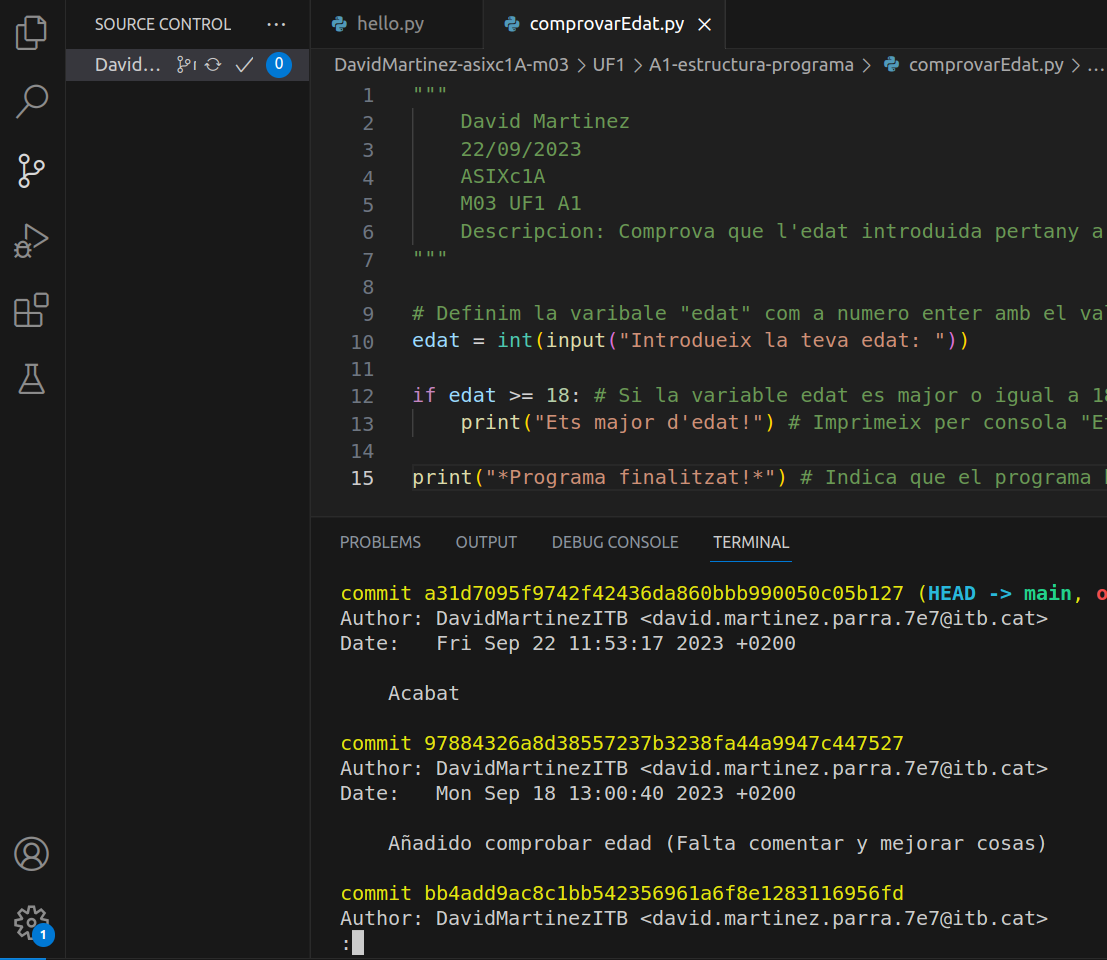 SOURCE CONTROL ...
David... 0
hello.py
comprovarEdat.py
DavidMartinez-asixc1A-m03 > UF1 > A1-estructura-programa > comprovarEdat.py > ...
1 """
2 David Martinez
3 22/09/2023
4 ASIXc1A
5 M03 UF1 A1
6 Descripcion: Comprova que l'edat introduida pertany a
7 """
8
9 # Definim la varibale "edat" com a numero enter amb el va
10 edat = int(input("Introdueix la teva edat: "))
11
12 if edat >= 18: # Si la variable edat es major o igual a 18
13 print("Ets major d'edat!") # Imprimeix per consola "E
14
15 print("*Programa finalitzat!*") # Indica que el programa
PROBLEMS OUTPUT DEBUG CONSOLE TERMINAL
commit a31d7095f9742f42436da860bbb990050c05b127 (HEAD -> main, o
Author: DavidMartinezITB <david.martinez.parra.7e7@itb.cat>
Date: Fri Sep 22 11:53:17 2023 +0200
Acabat
commit 97884326a8d38557237b3238fa44a9947c447527
Author: DavidMartinezITB <david.martinez.parra.7e7@itb.cat>
Date: Mon Sep 18 13:00:40 2023 +0200
Añadido comprobar edad (Falta comentar y mejorar cosas)
commit bb4add9ac8c1bb542356961a6f8e1283116956fd
Author: DavidMartinezITB <david.martinez.parra.7e7@itb.cat>
:
1